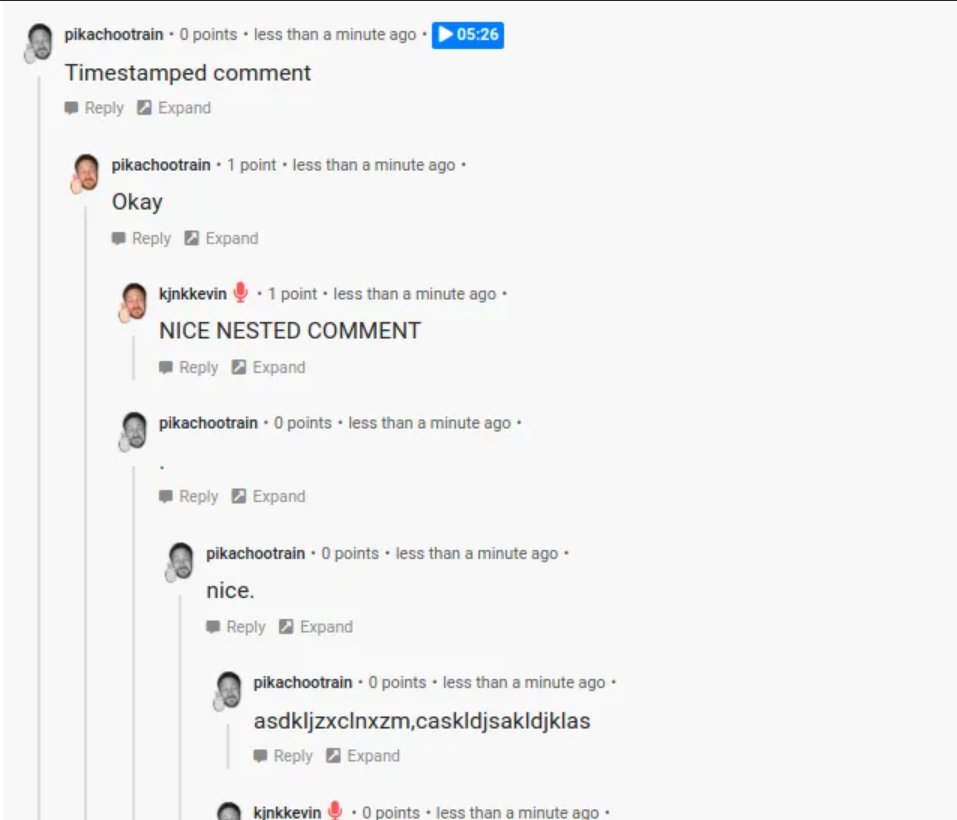 pikachootrain • 0 points • less than a minute ago • 05:26
Timestamped comment
Reply Expand
pikachootrain • 1 point • less than a minute ago •
Okay
Reply Expand
kjnkkevin • 1 point • less than a minute ago •
NICE NESTED COMMENT
Reply Expand
pikachootrain • 0 points • less than a minute ago •
.
Reply Expand
pikachootrain • 0 points • less than a minute ago •
nice.
Reply Expand
pikachootrain • 0 points • less than a minute ago •
asdkljzxclnxzm,caskldjsakldjklas
Reply Expand
kjnkkevin • 0 points • less than a minute ago •